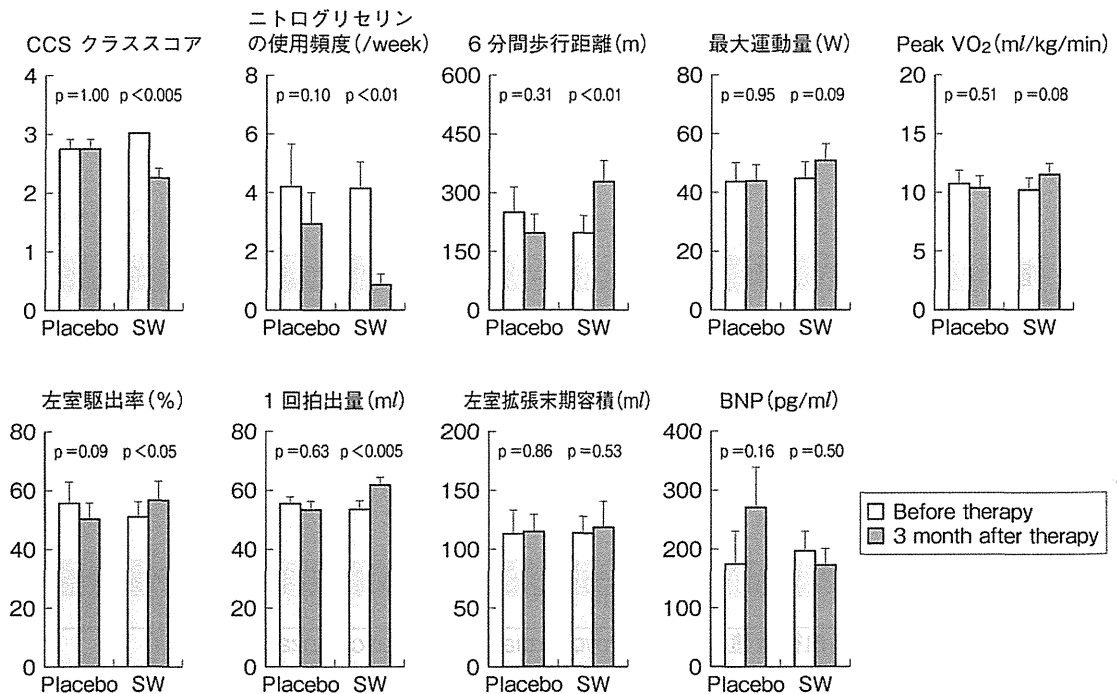 CCS クラススコア
4
3
2
1
0
p=1.00 p<0.005
Placebo SW
ニトログリセリン
の使用頻度(/week)
8
6
4
2
0
p=0.10 p<0.01
Placebo SW
6分間歩行距離(m)
600
450
300
150
0
p=0.31 p<0.01
Placebo SW
最大運動量(W)
80
60
40
20
0
p=0.95 p=0.09
Placebo SW
Peak VO₂(ml/kg/min)
20
15
10
5
0
p=0.51 p=0.08
Placebo SW
左室駆出率(%)
80
60
40
20
0
p=0.09 p<0.05
Placebo SW
1回拍出量(ml)
80
60
40
20
0
p=0.63 p<0.005
Placebo SW
左室拡張末期容積(ml)
200
150
100
50
0
p=0.86 p=0.53
Placebo SW
BNP(pg/ml)
400
300
200
100
0
p=0.16 p=0.50
Placebo SW
Before therapy
3 month after therapy